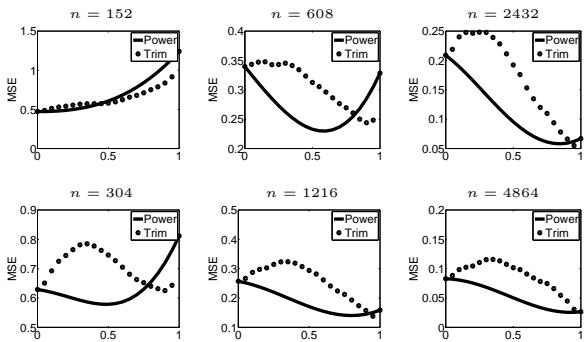 n = 152
n = 608
n = 2432
1.5
1
0.5
0
MSE
Power
Trim
0
0.5
1
0.4
0.35
0.3
0.25
0.2
MSE
Power
Trim
0
0.5
1
0.25
0.2
0.15
0.1
0.05
MSE
Power
Trim
0
0.5
1
n = 304
n = 1216
n = 4864
0.9
0.8
0.7
0.6
0.5
MSE
Power
Trim
0
0.5
1
0.5
0.4
0.3
0.2
0.1
MSE
Power
Trim
0
0.5
1
0.2
0.15
0.1
0.05
0
MSE
Power
Trim
0
0.5
1